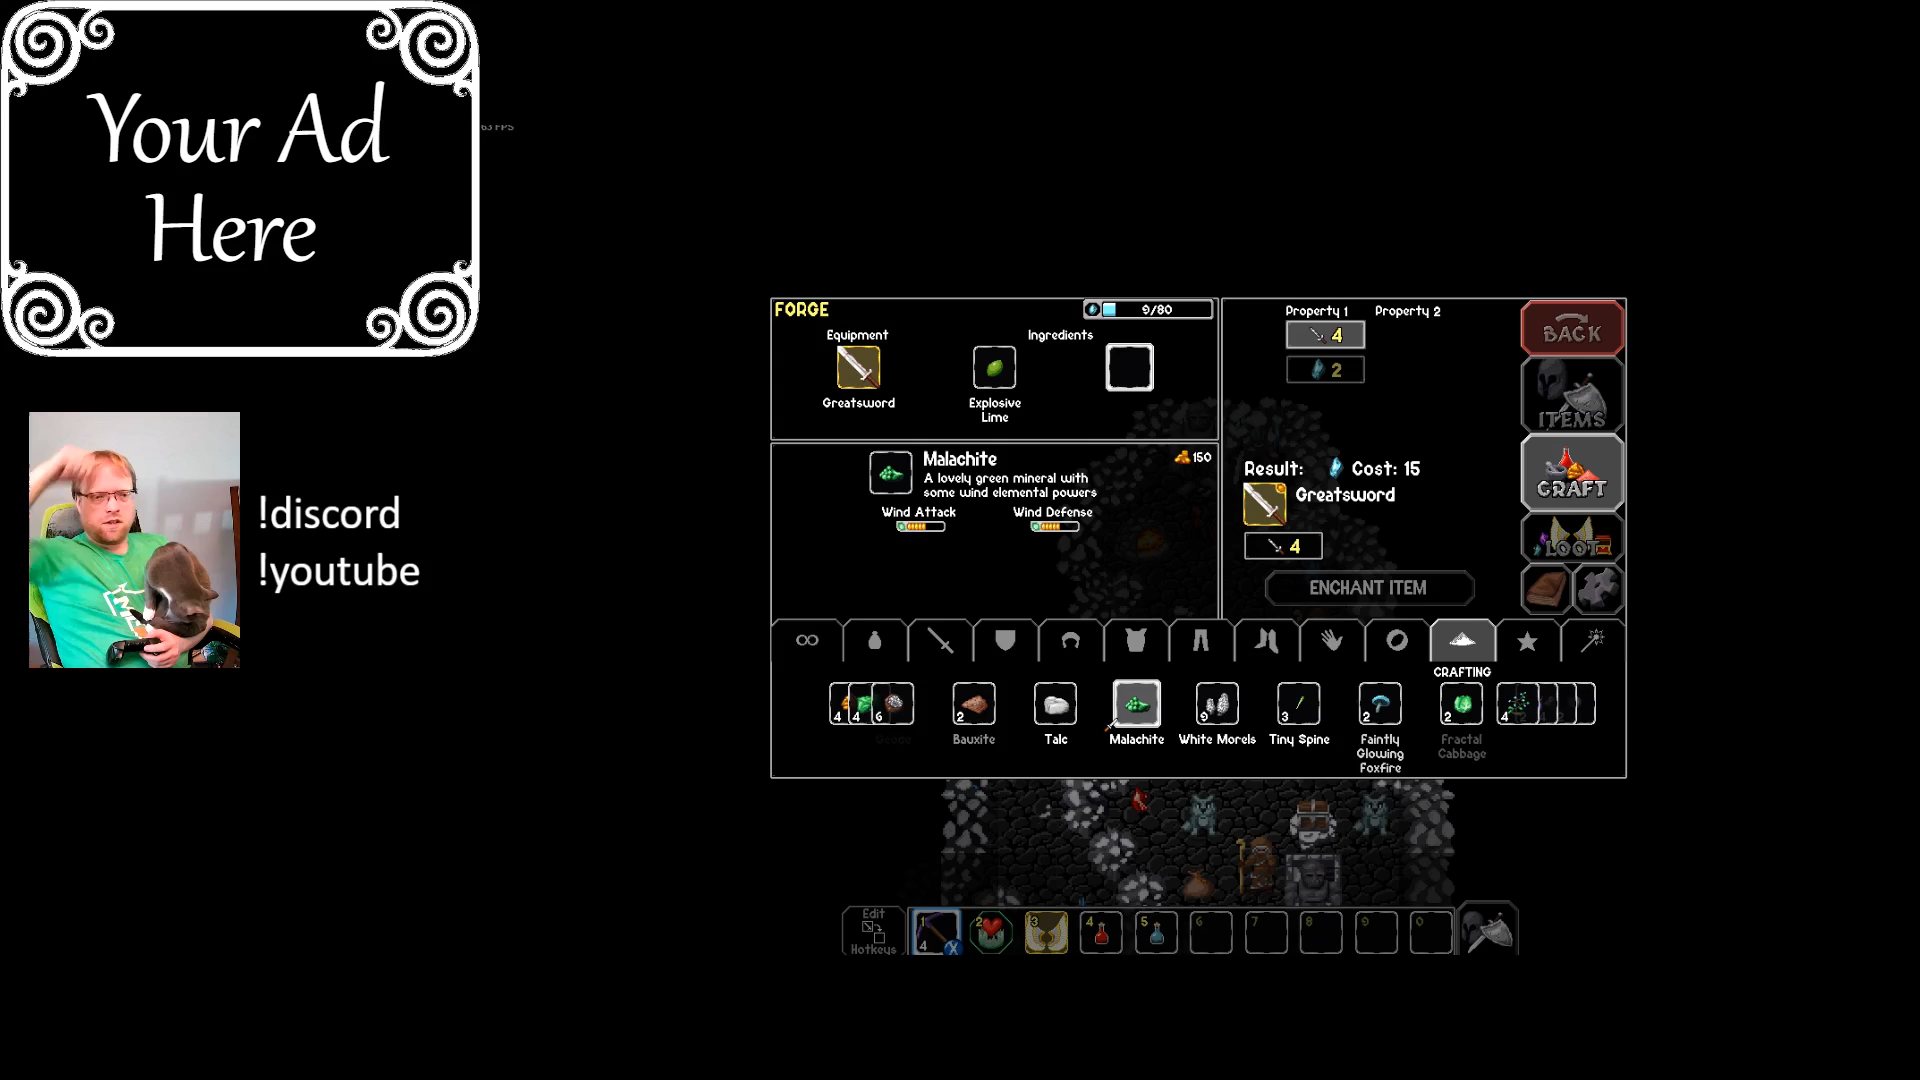 Your Ad
Here
63 FPS
!discord
!youtube
FORGE
9/80
Equipment
Ingredients
Greatsword
Explosive
Lime
Property 1
Property 2
4
2
BACK
ITEMS
CRAFT
LOOT
Malachite
150
A lovely green mineral with
some wind elemental powers
Wind Attack
Wind Defense
Result:
Cost: 15
Greatsword
4
ENCHANT ITEM
CRAFTING
4
4
6
2
9
3
2
2
4
Bauxite
Talc
Malachite
White Morels
Tiny Spine
Faintly
Glowing
Foxfire
Fractal
Cabbage
Edit
Hotkeys
1
4
X
2
3
4
5
6
7
8
9
0